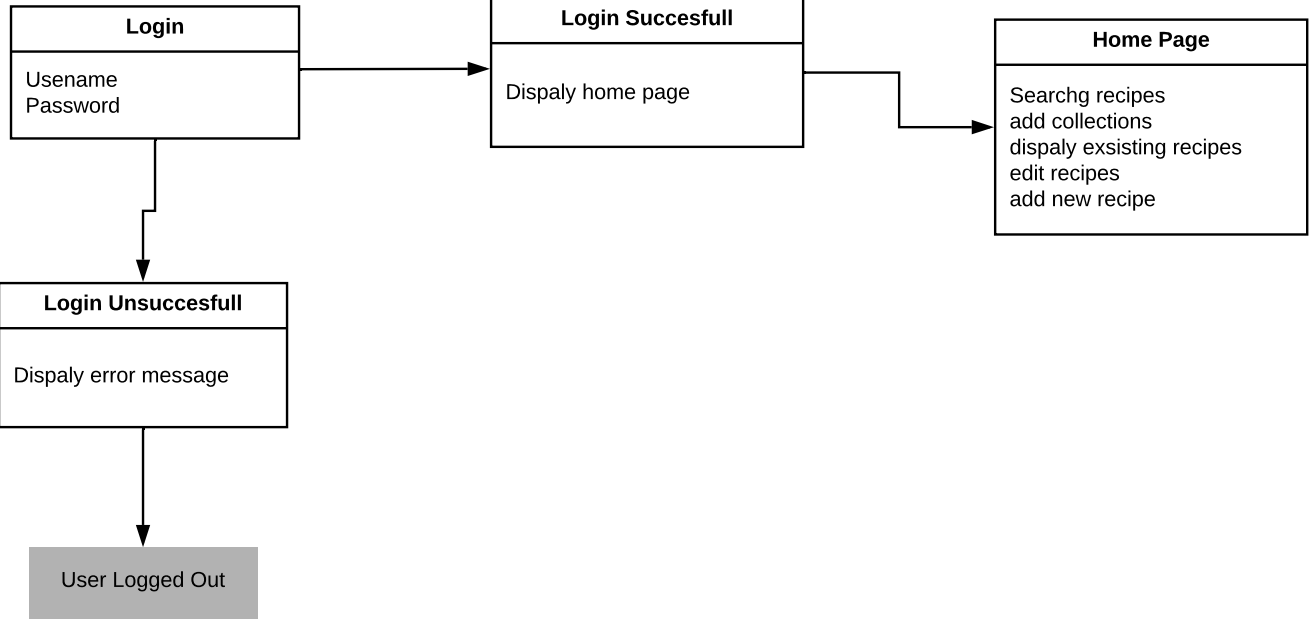 Login
Usename
Password
Login Succesfull
Dispaly home page
Home Page
Searchg recipes
add collections
dispaly exsisting recipes
edit recipes
add new recipe
Login Unsuccesfull
Dispaly error message
User Logged Out